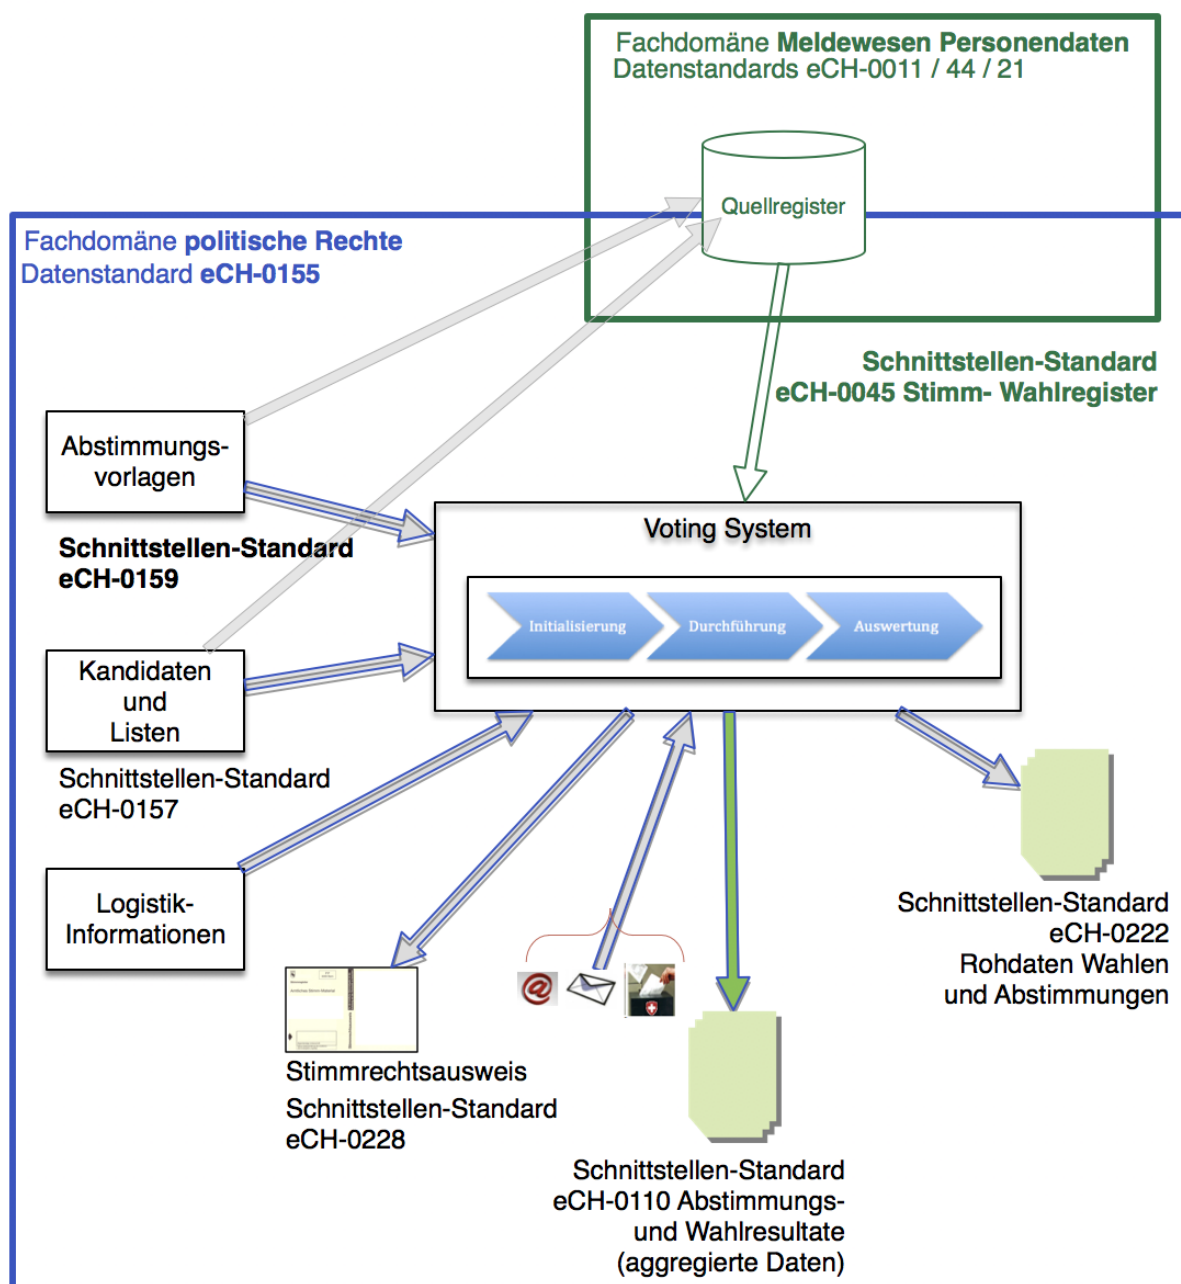 Fachdomäne Meldewesen Personendaten
Datenstandards eCH-0011 / 44 / 21
Quellregister
Fachdomäne politische Rechte
Datenstandard eCH-0155
Schnittstellen-Standard
eCH-0045 Stimm- Wahlregister
Abstimmungs-
vorlagen
Schnittstellen-Standard
eCH-0159
Voting System
Initialisierung
Durchführung
Auswertung
Kandidaten
und
Listen
Schnittstellen-Standard
eCH-0157
Logistik-
Informationen
Schnittstellen-Standard
eCH-0222
Rohdaten Wahlen
und Abstimmungen
Stimmrechtsausweis
Schnittstellen-Standard
eCH-0228
Schnittstellen-Standard
eCH-0110 Abstimmungs-
und Wahlresultate
(aggregierte Daten)